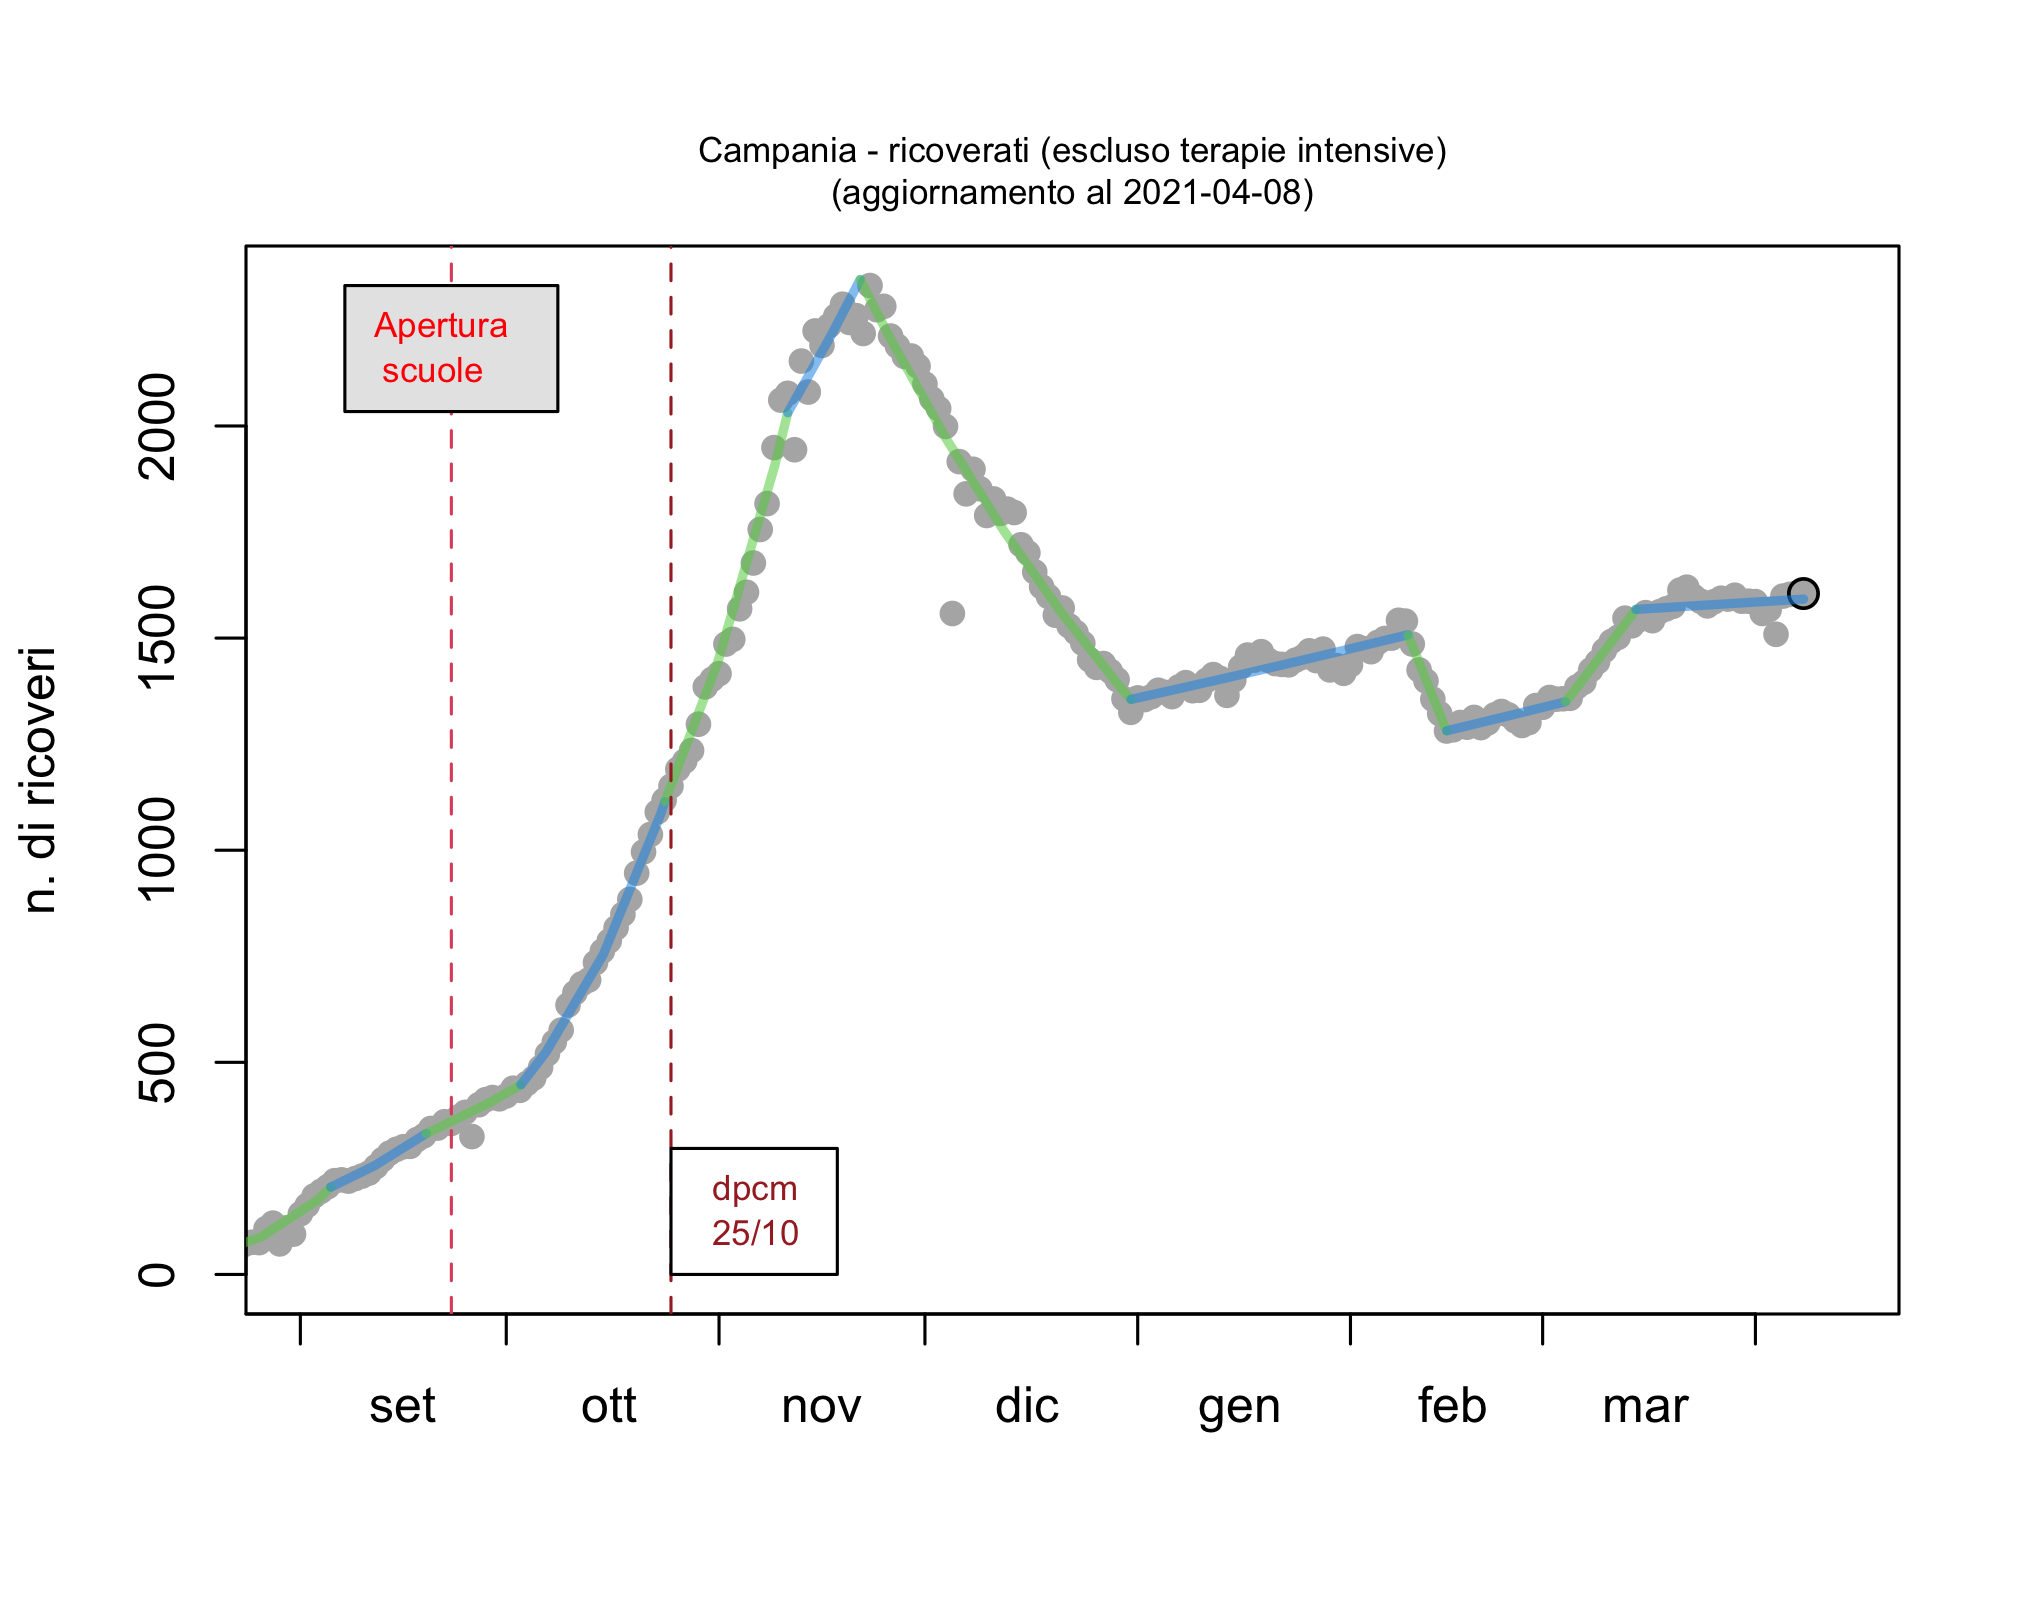 Campania - ricoverati (escluso terapie intensive)
(aggiornamento al 2021-04-08)
Apertura
scuole
n. di ricoveri
2000
1500
1000
500
0
dpcm
25/10
set ott nov dic gen feb mar